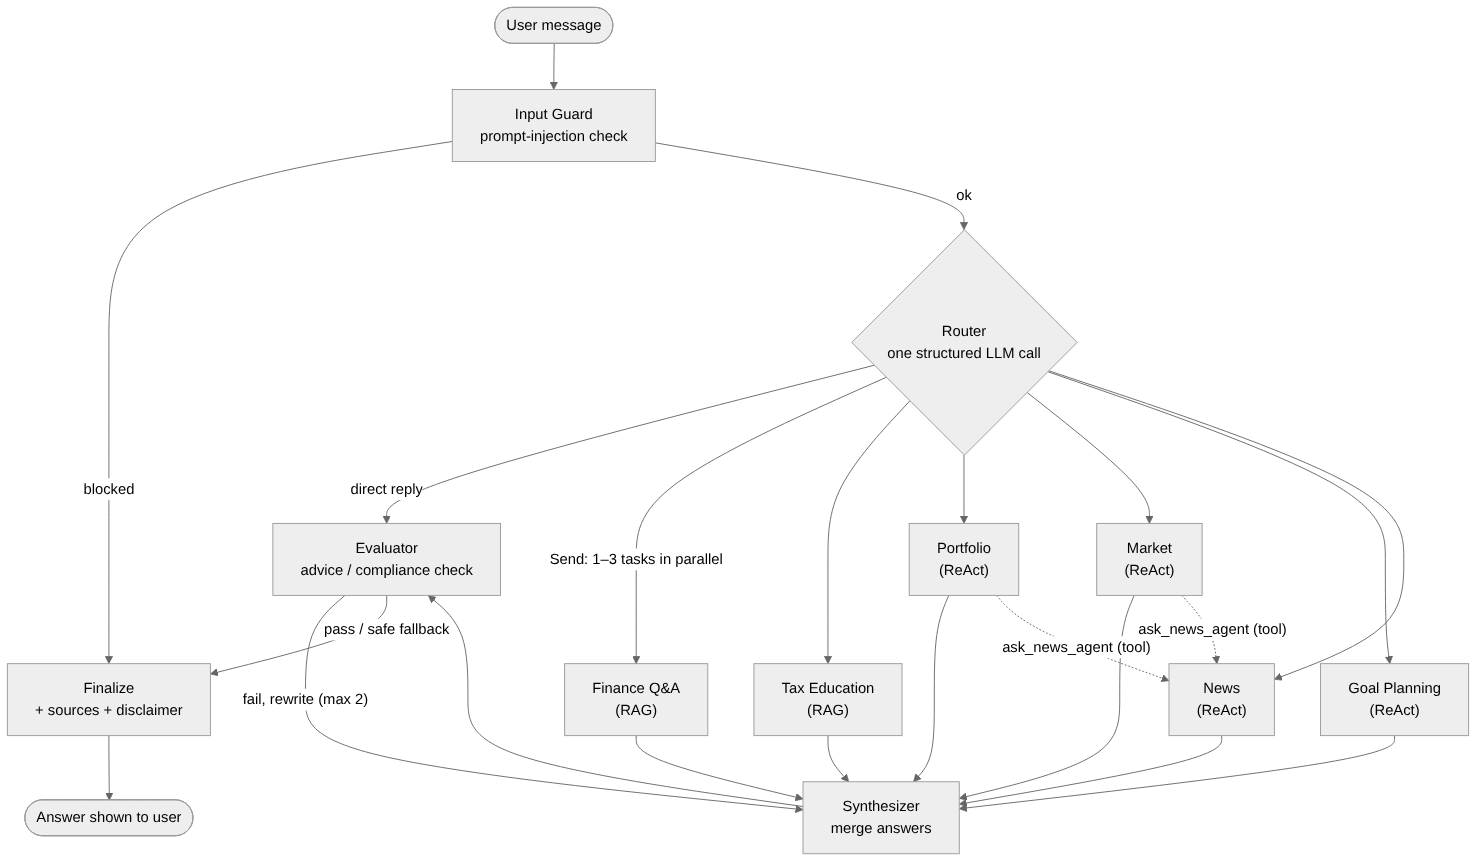 User message
Input Guard
prompt-injection check
ok
Router
one structured LLM call
blocked
direct reply
Send: 1–3 tasks in parallel
Evaluator
advice / compliance check
Portfolio
(ReAct)
Market
(ReAct)
pass / safe fallback
ask_news_agent (tool)
ask_news_agent (tool)
fail, rewrite (max 2)
Finalize
+ sources + disclaimer
Finance Q&A
(RAG)
Tax Education
(RAG)
News
(ReAct)
Goal Planning
(ReAct)
Answer shown to user
Synthesizer
merge answers